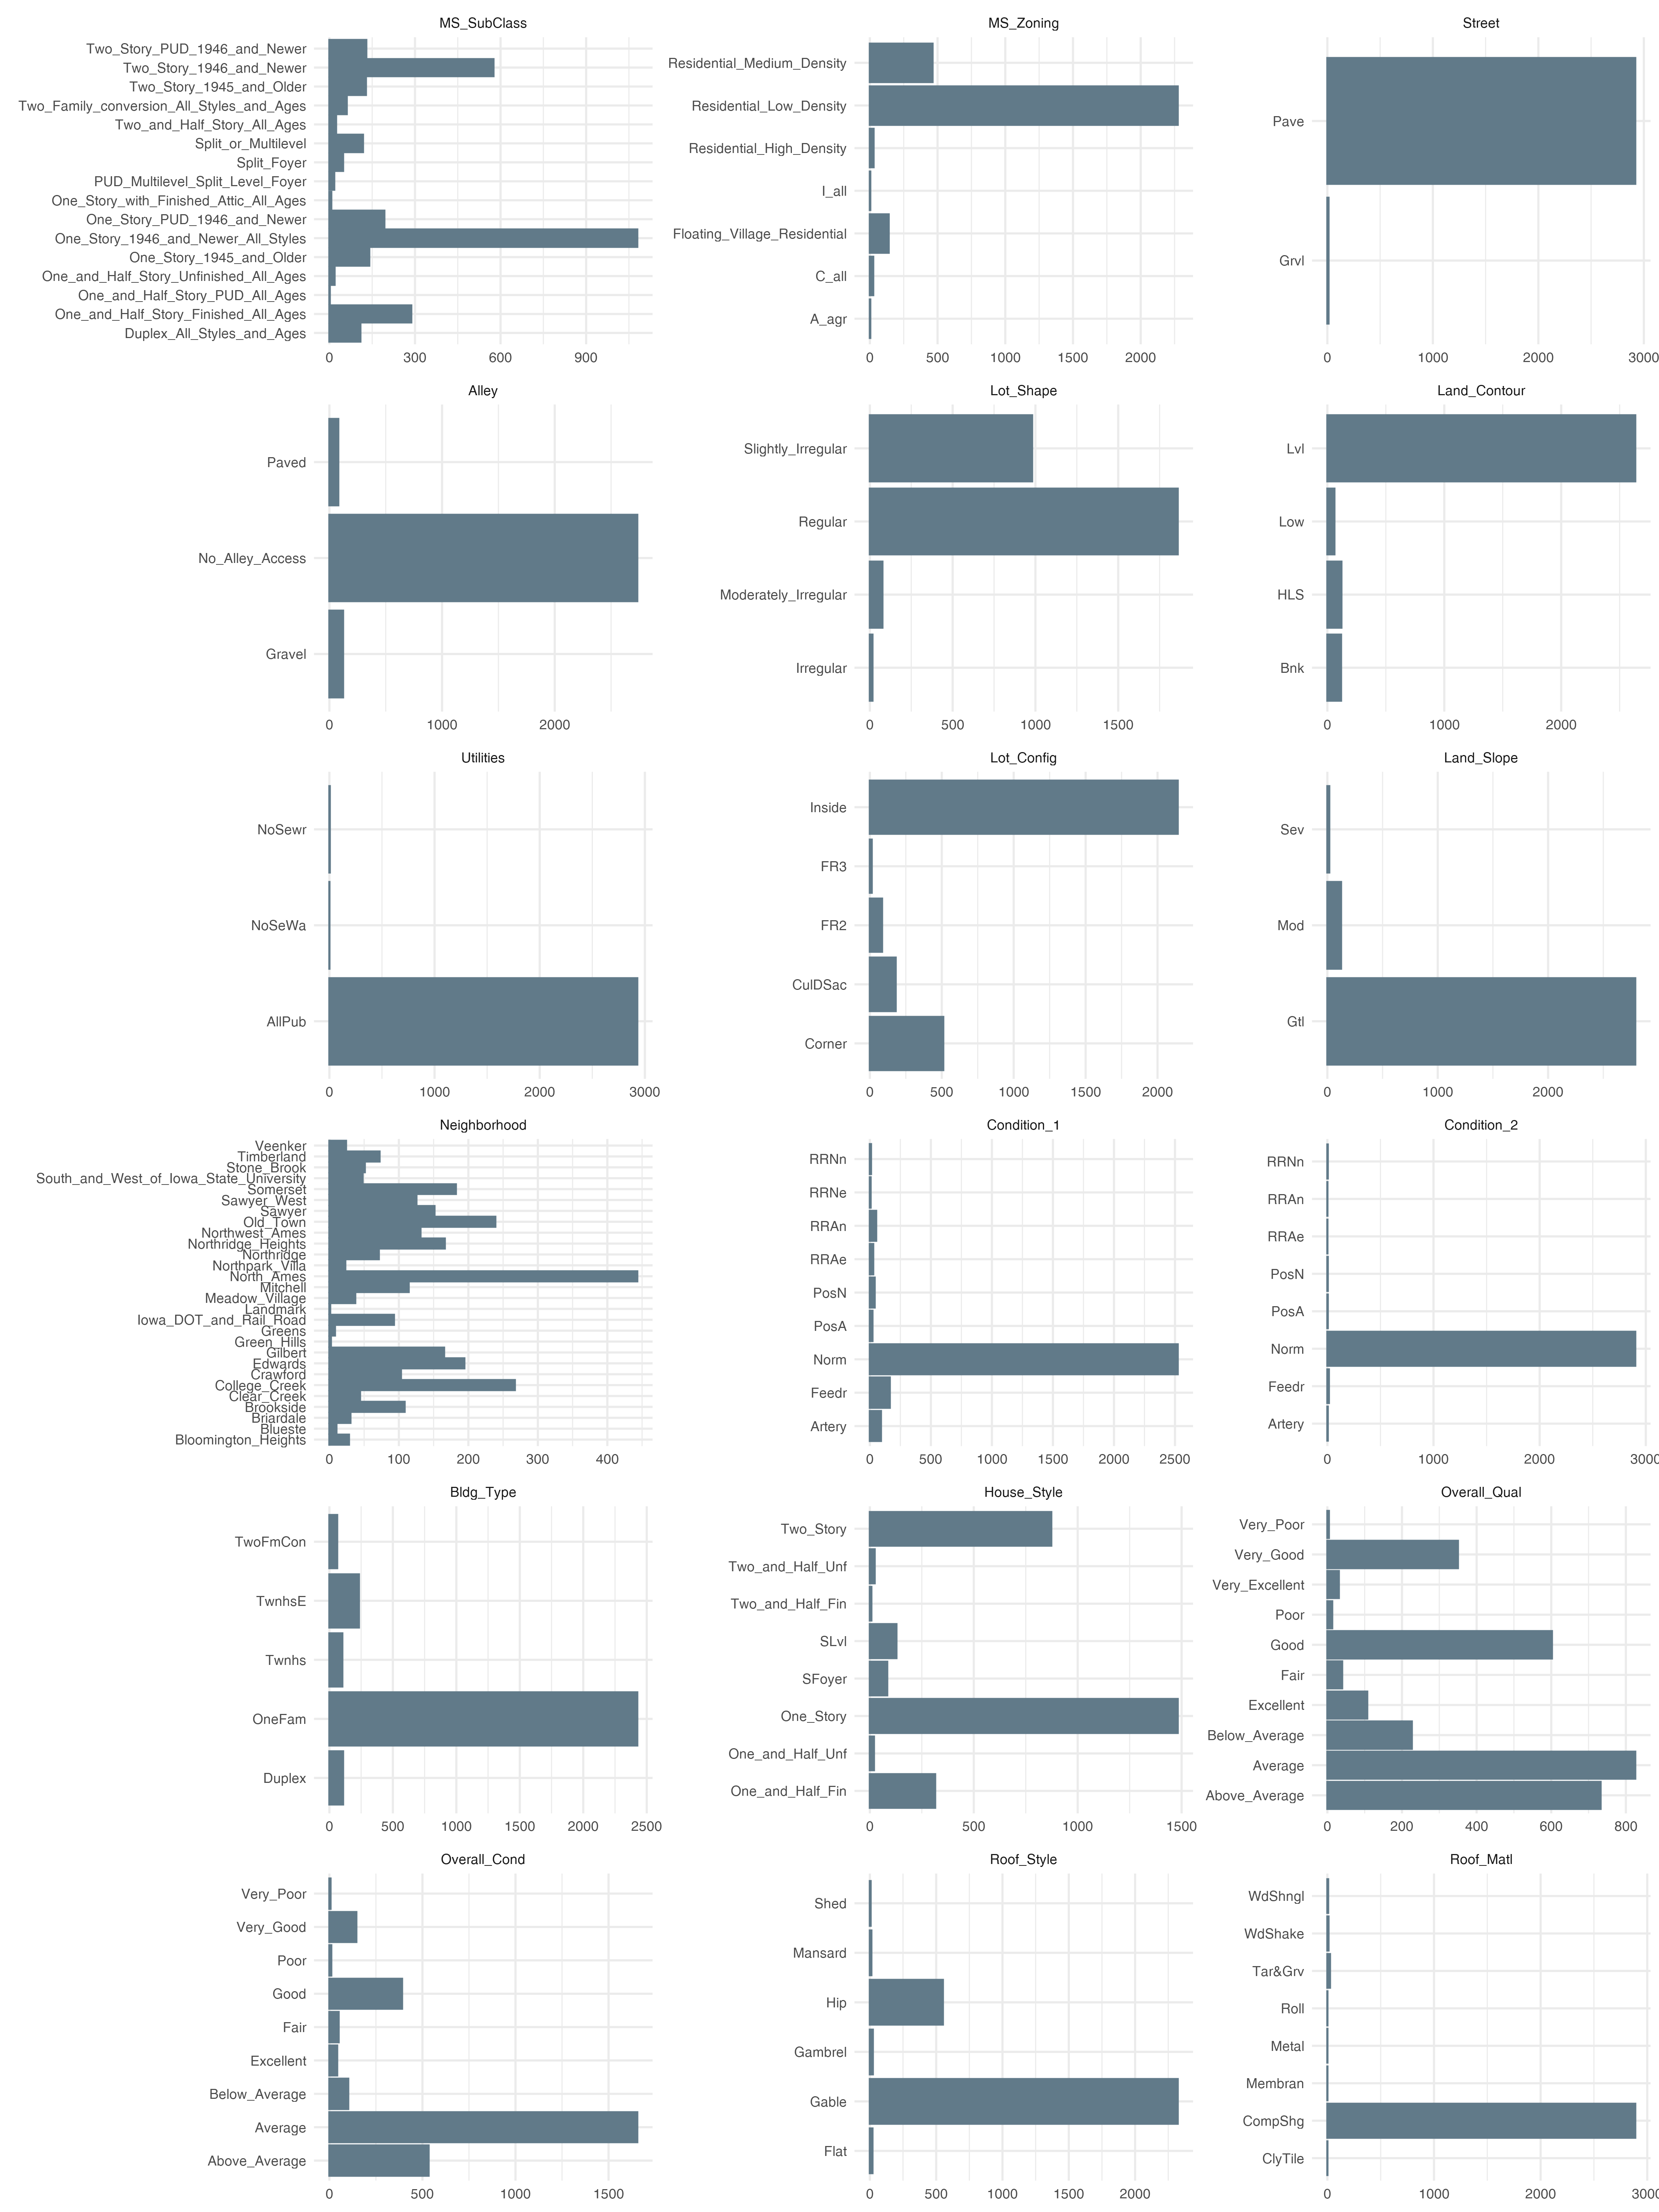 MS_SubClass
Two_Story_PUD_1946_and_Newer
Two_Story_1946_and_Newer
Two_Story_1945_and_Older
Two_Family_conversion_All_Styles_and_Ages
Two_and_Half_Story_All_Ages
Split_or_Multilevel
Split_Foyer
PUD_Multilevel_Split_Level_Foyer
One_Story_with_Finished_Attic_All_Ages
One_Story_PUD_1946_and_Newer
One_Story_1946_and_Newer_All_Styles
One_Story_1945_and_Older
One_and_Half_Story_Unfinished_All_Ages
One_and_Half_Story_PUD_All_Ages
One_and_Half_Story_Finished_All_Ages
Duplex_All_Styles_and_Ages
0 300 600 900
MS_Zoning
Residential_Medium_Density
Residential_Low_Density
Residential_High_Density
I_all
Floating_Village_Residential
C_all
A_agr
0 500 1000 1500 2000
Street
Pave
Grvl
0 1000 2000 3000
Alley
Paved
No_Alley_Access
Gravel
0 1000 2000
Lot_Shape
Slightly_Irregular
Regular
Moderately_Irregular
Irregular
0 500 1000 1500
Land_Contour
Lvl
Low
HLS
Bnk
0 1000 2000
Utilities
NoSewr
NoSeWa
AllPub
0 1000 2000 3000
Lot_Config
Inside
FR3
FR2
CulDSac
Corner
0 500 1000 1500 2000
Land_Slope
Sev
Mod
Gtl
0 1000 2000
Neighborhood
Veenker
Timberland
Stone_Brook
South_and_West_of_Iowa_State_University
Somerset
Sawyer_West
Sawyer
Old_Town
Northwest_Ames
Northridge_Heights
Northridge
Northpark_Villa
North_Ames
Mitchell
Meadow_Village
Landmark
Iowa_DOT_and_Rail_Road
Greens
Green_Hills
Gilbert
Edwards
Crawford
College_Creek
Clear_Creek
Brookside
Briardale
Blueste
Bloomington_Heights
0 100 200 300 400
Condition_1
RRNn
RRNe
RRAn
RRAe
PosN
PosA
Norm
Feedr
Artery
0 500 1000 1500 2000 2500
Condition_2
RRNn
RRAn
RRAe
PosN
PosA
Norm
Feedr
Artery
0 1000 2000 3000
Bldg_Type
TwoFmCon
TwnhsE
Twnhs
OneFam
Duplex
0 500 1000 1500 2000 2500
House_Style
Two_Story
Two_and_Half_Unf
Two_and_Half_Fin
SLvl
SFoyer
One_Story
One_and_Half_Unf
One_and_Half_Fin
0 500 1000 1500
Overall_Qual
Very_Poor
Very_Good
Very_Excellent
Poor
Good
Fair
Excellent
Below_Average
Average
Above_Average
0 200 400 600 800
Overall_Cond
Very_Poor
Very_Good
Poor
Good
Fair
Excellent
Below_Average
Average
Above_Average
0 500 1000 1500
Roof_Style
Shed
Mansard
Hip
Gambrel
Gable
Flat
0 500 1000 1500 2000
Roof_Matl
WdShngl
WdShake
Tar&Grv
Roll
Metal
Membran
CompShg
ClyTile
0 1000 2000 3000